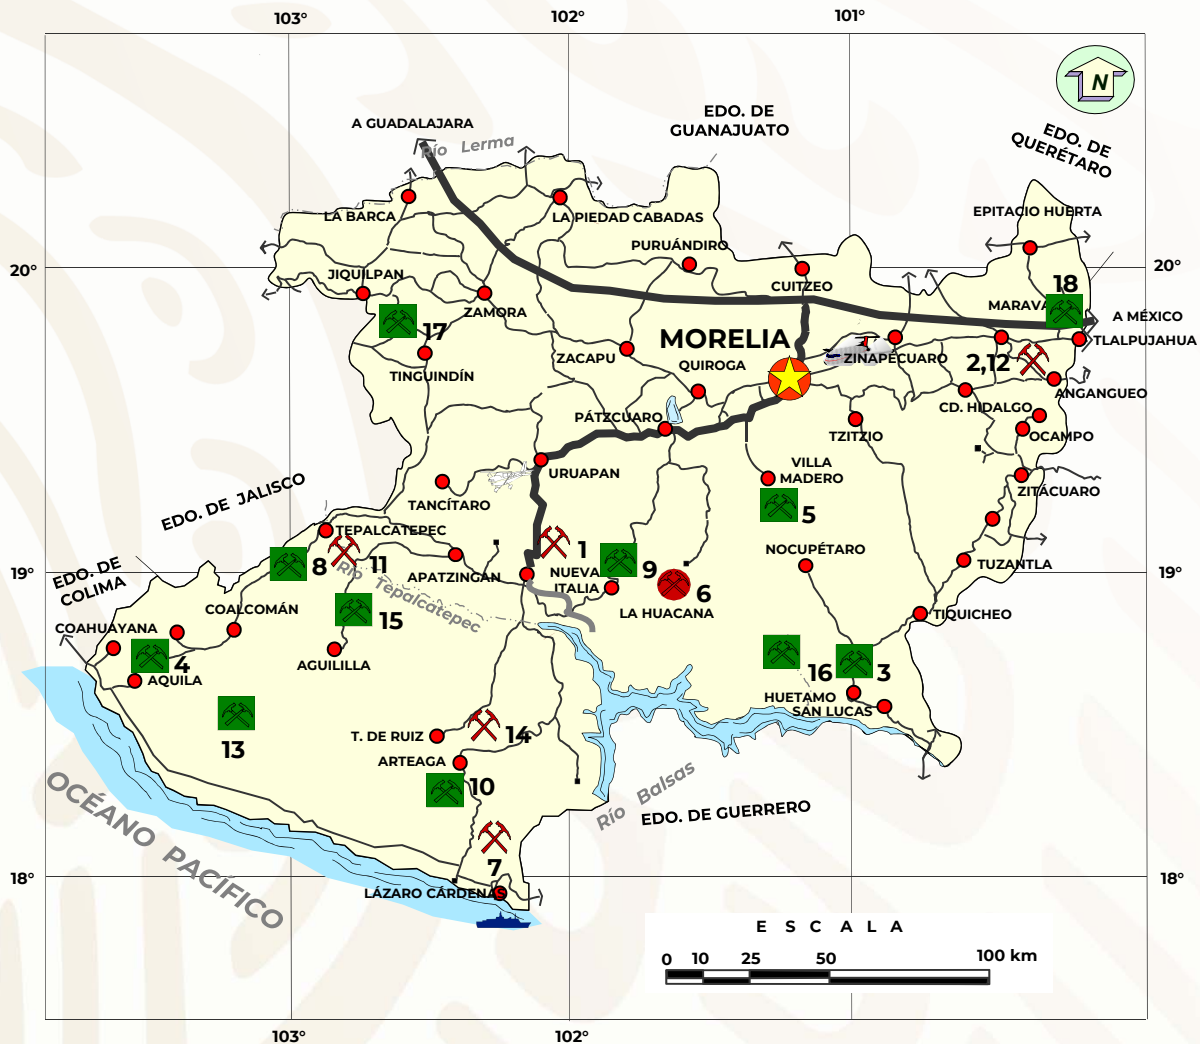 103°
102°
101°
N
A GUADALAJARA
Río Lerma
EDO. DE
GUANAJUATO
EDO. DE
QUERÉTARO
LA BARCA
LA PIEDAD CABADAS
EPITACIO HUERTA
PURUÁNDIRO
20°
20°
JIQUILPAN
CUITZEO
18
ZAMORA
MARAVA
A MÉXICO
17
MORELIA
TLALPUJAHUA
ZACAPU
QUIROGA
ZINAPÉCUARO
2,12
TINGUINDÍN
ANGANGUEO
CD. HIDALGO
PÁTZCUARO
TZITZIO
OCAMPO
URUAPAN
VILLA
MADERO
EDO. DE JALISCO
ZITÁCUARO
TANCÍTARO
5
TEPALCATEPEC
1
NOCUPÉTARO
EDO. DE
COLIMA
19°
8
11
APATZINGAN
NUEVA
ITALIA
9
TUZANTLA
19°
Río Tepalcatepec
6
LA HUACANA
COALCOMÁN
15
TIQUICHEO
COAHUAYANA
4
AGUILILLA
AQUILA
16
3
HUETAMO
SAN LUCAS
13
T. DE RUIZ
14
ARTEAGA
10
OCÉANO PACÍFICO
Río Balsas
EDO. DE GUERRERO
7
18°
18°
LÁZARO CÁRDENAS
E S C A L A
0 10 25 50 100 km
103°
102°